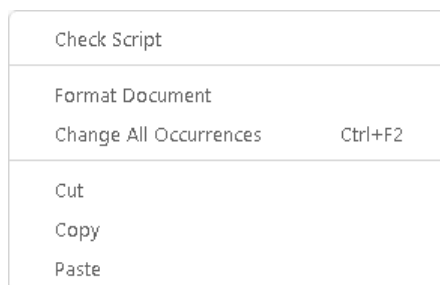 Check Script
Format Document
Change All Occurrences Ctrl+F2
Cut
Copy
Paste